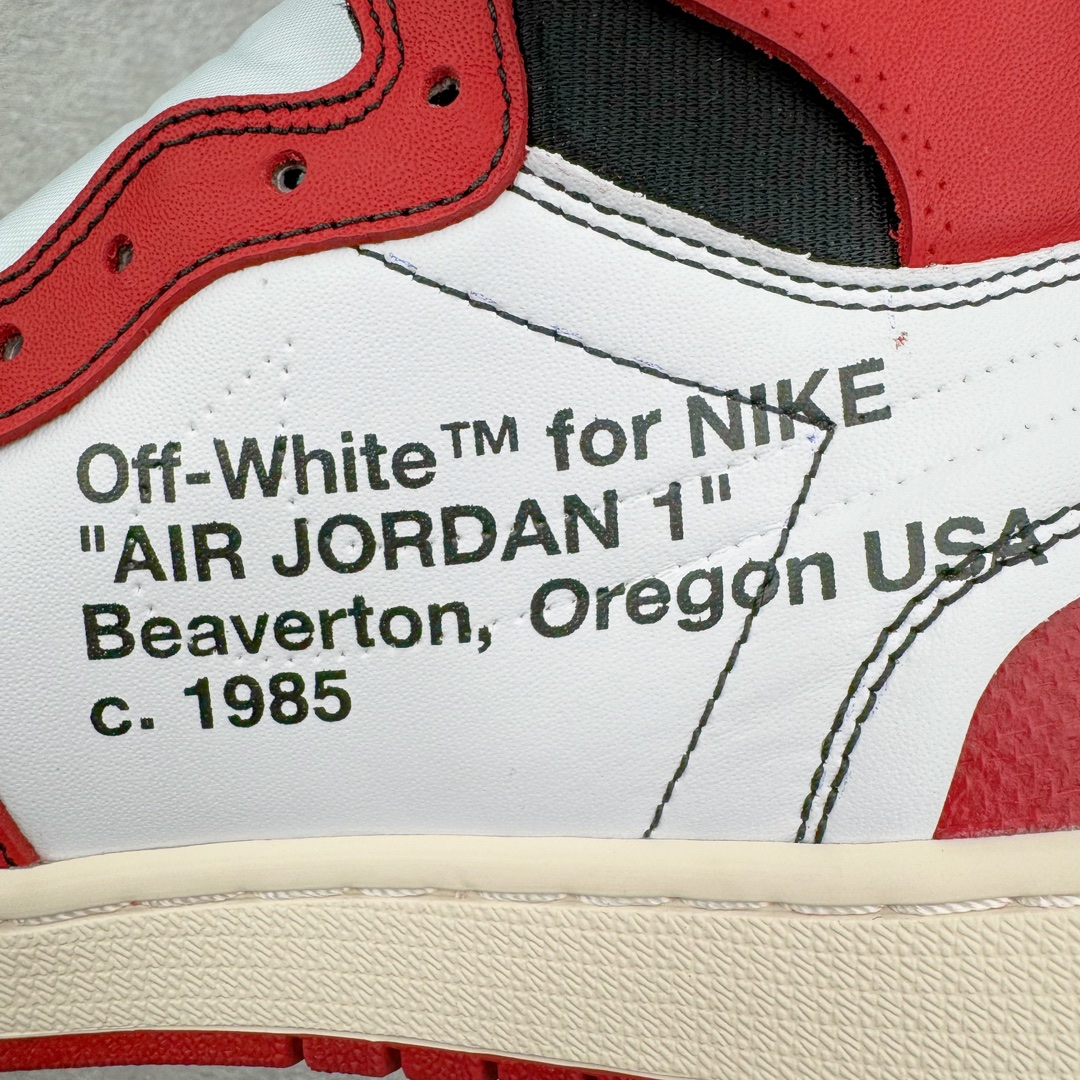 Off-White™ for NIKE
"AIR JORDAN 1"
Beaverton, Oregon USA
c. 1985